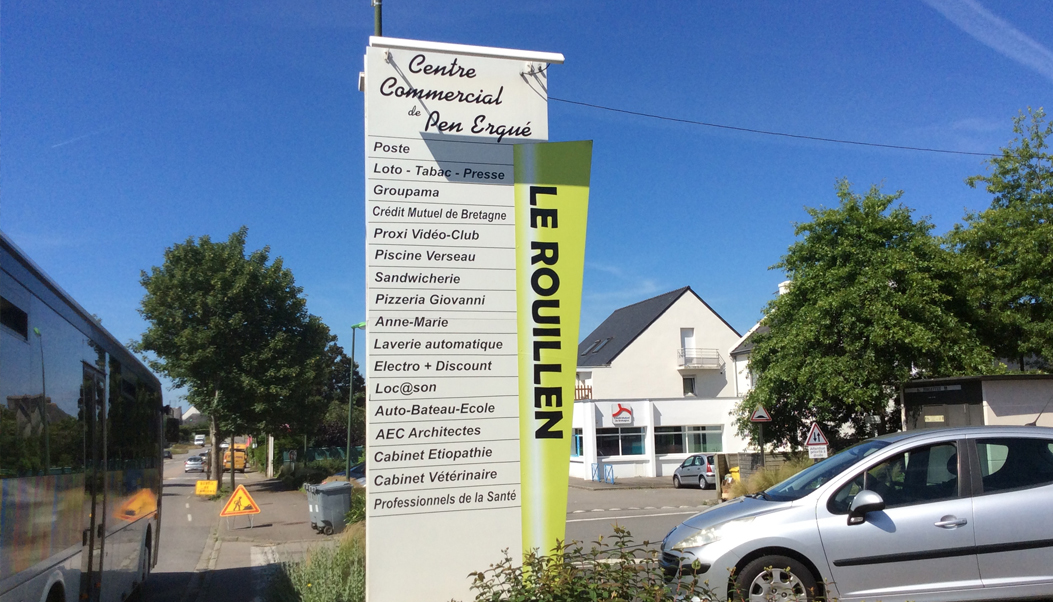 Centre
Commercial
de Pen Ergué
Poste
Loto - Tabac - Presse
Groupama
Crédit Mutuel de Bretagne
Proxi Vidéo-Club
Piscine Verseau
Sandwicherie
Pizzeria Giovanni
Anne-Marie
Laverie automatique
Electro + Discount
Loc@son
Auto-Bateau-Ecole
AEC Architectes
Cabinet Etiopathie
Cabinet Vétérinaire
Professionnels de la Santé
LE ROUILLEN